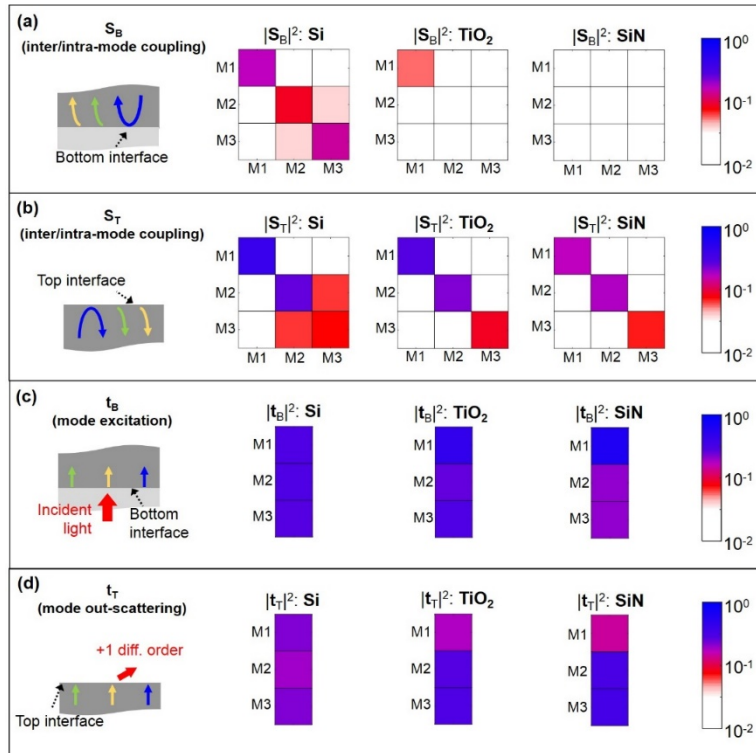 (a)
S_B
(inter/intra-mode coupling)
Bottom interface
|S_B|²: Si
|S_B|²: TiO₂
|S_B|²: SiN
M1
M2
M3
M1 M2 M3
M1
M2
M3
M1 M2 M3
M1
M2
M3
M1 M2 M3
10⁰
10⁻¹
10⁻²
(b)
S_T
(inter/intra-mode coupling)
Top interface
|S_T|²: Si
|S_T|²: TiO₂
|S_T|²: SiN
M1
M2
M3
M1 M2 M3
M1
M2
M3
M1 M2 M3
M1
M2
M3
M1 M2 M3
10⁰
10⁻¹
10⁻²
(c)
t_B
(mode excitation)
Incident
light
Bottom
interface
|t_B|²: Si
|t_B|²: TiO₂
|t_B|²: SiN
M1
M2
M3
M1
M2
M3
M1
M2
M3
10⁰
10⁻¹
10⁻²
(d)
t_T
(mode out-scattering)
+1 diff. order
Top
interface
|t_T|²: Si
|t_T|²: TiO₂
|t_T|²: SiN
M1
M2
M3
M1
M2
M3
M1
M2
M3
10⁰
10⁻¹
10⁻²